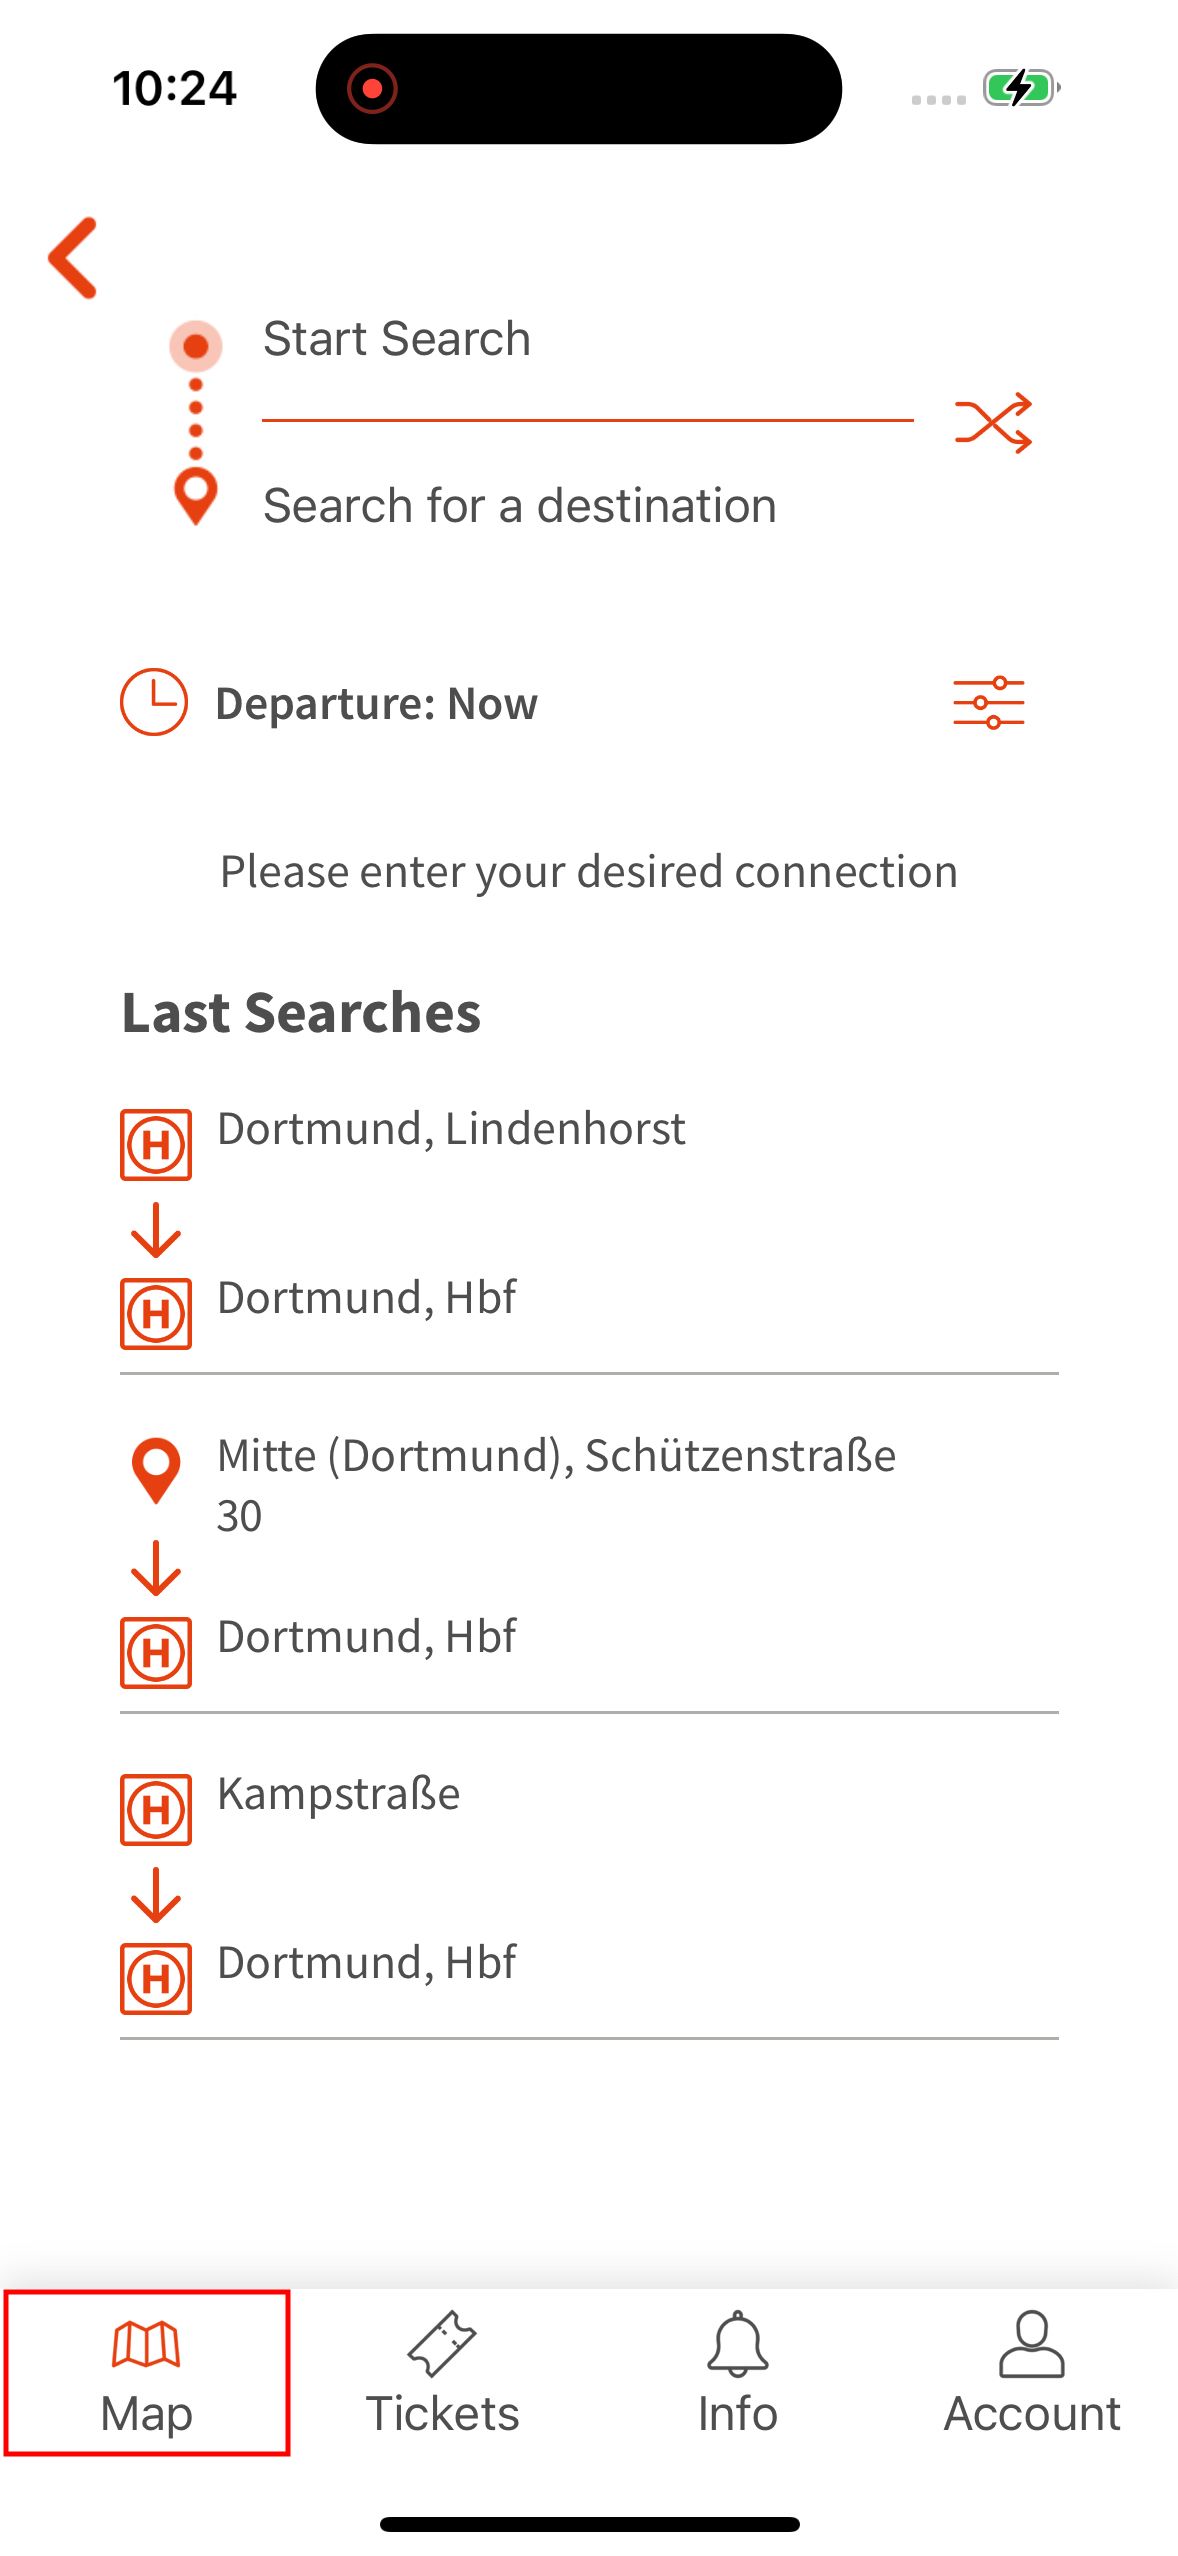 10:24
Start Search
Search for a destination
Departure: Now
Please enter your desired connection
Last Searches
H Dortmund, Lindenhorst
H Dortmund, Hbf
Mitte (Dortmund), Schützenstraße
30
H Dortmund, Hbf
H Kampstraße
H Dortmund, Hbf
Map Tickets Info Account